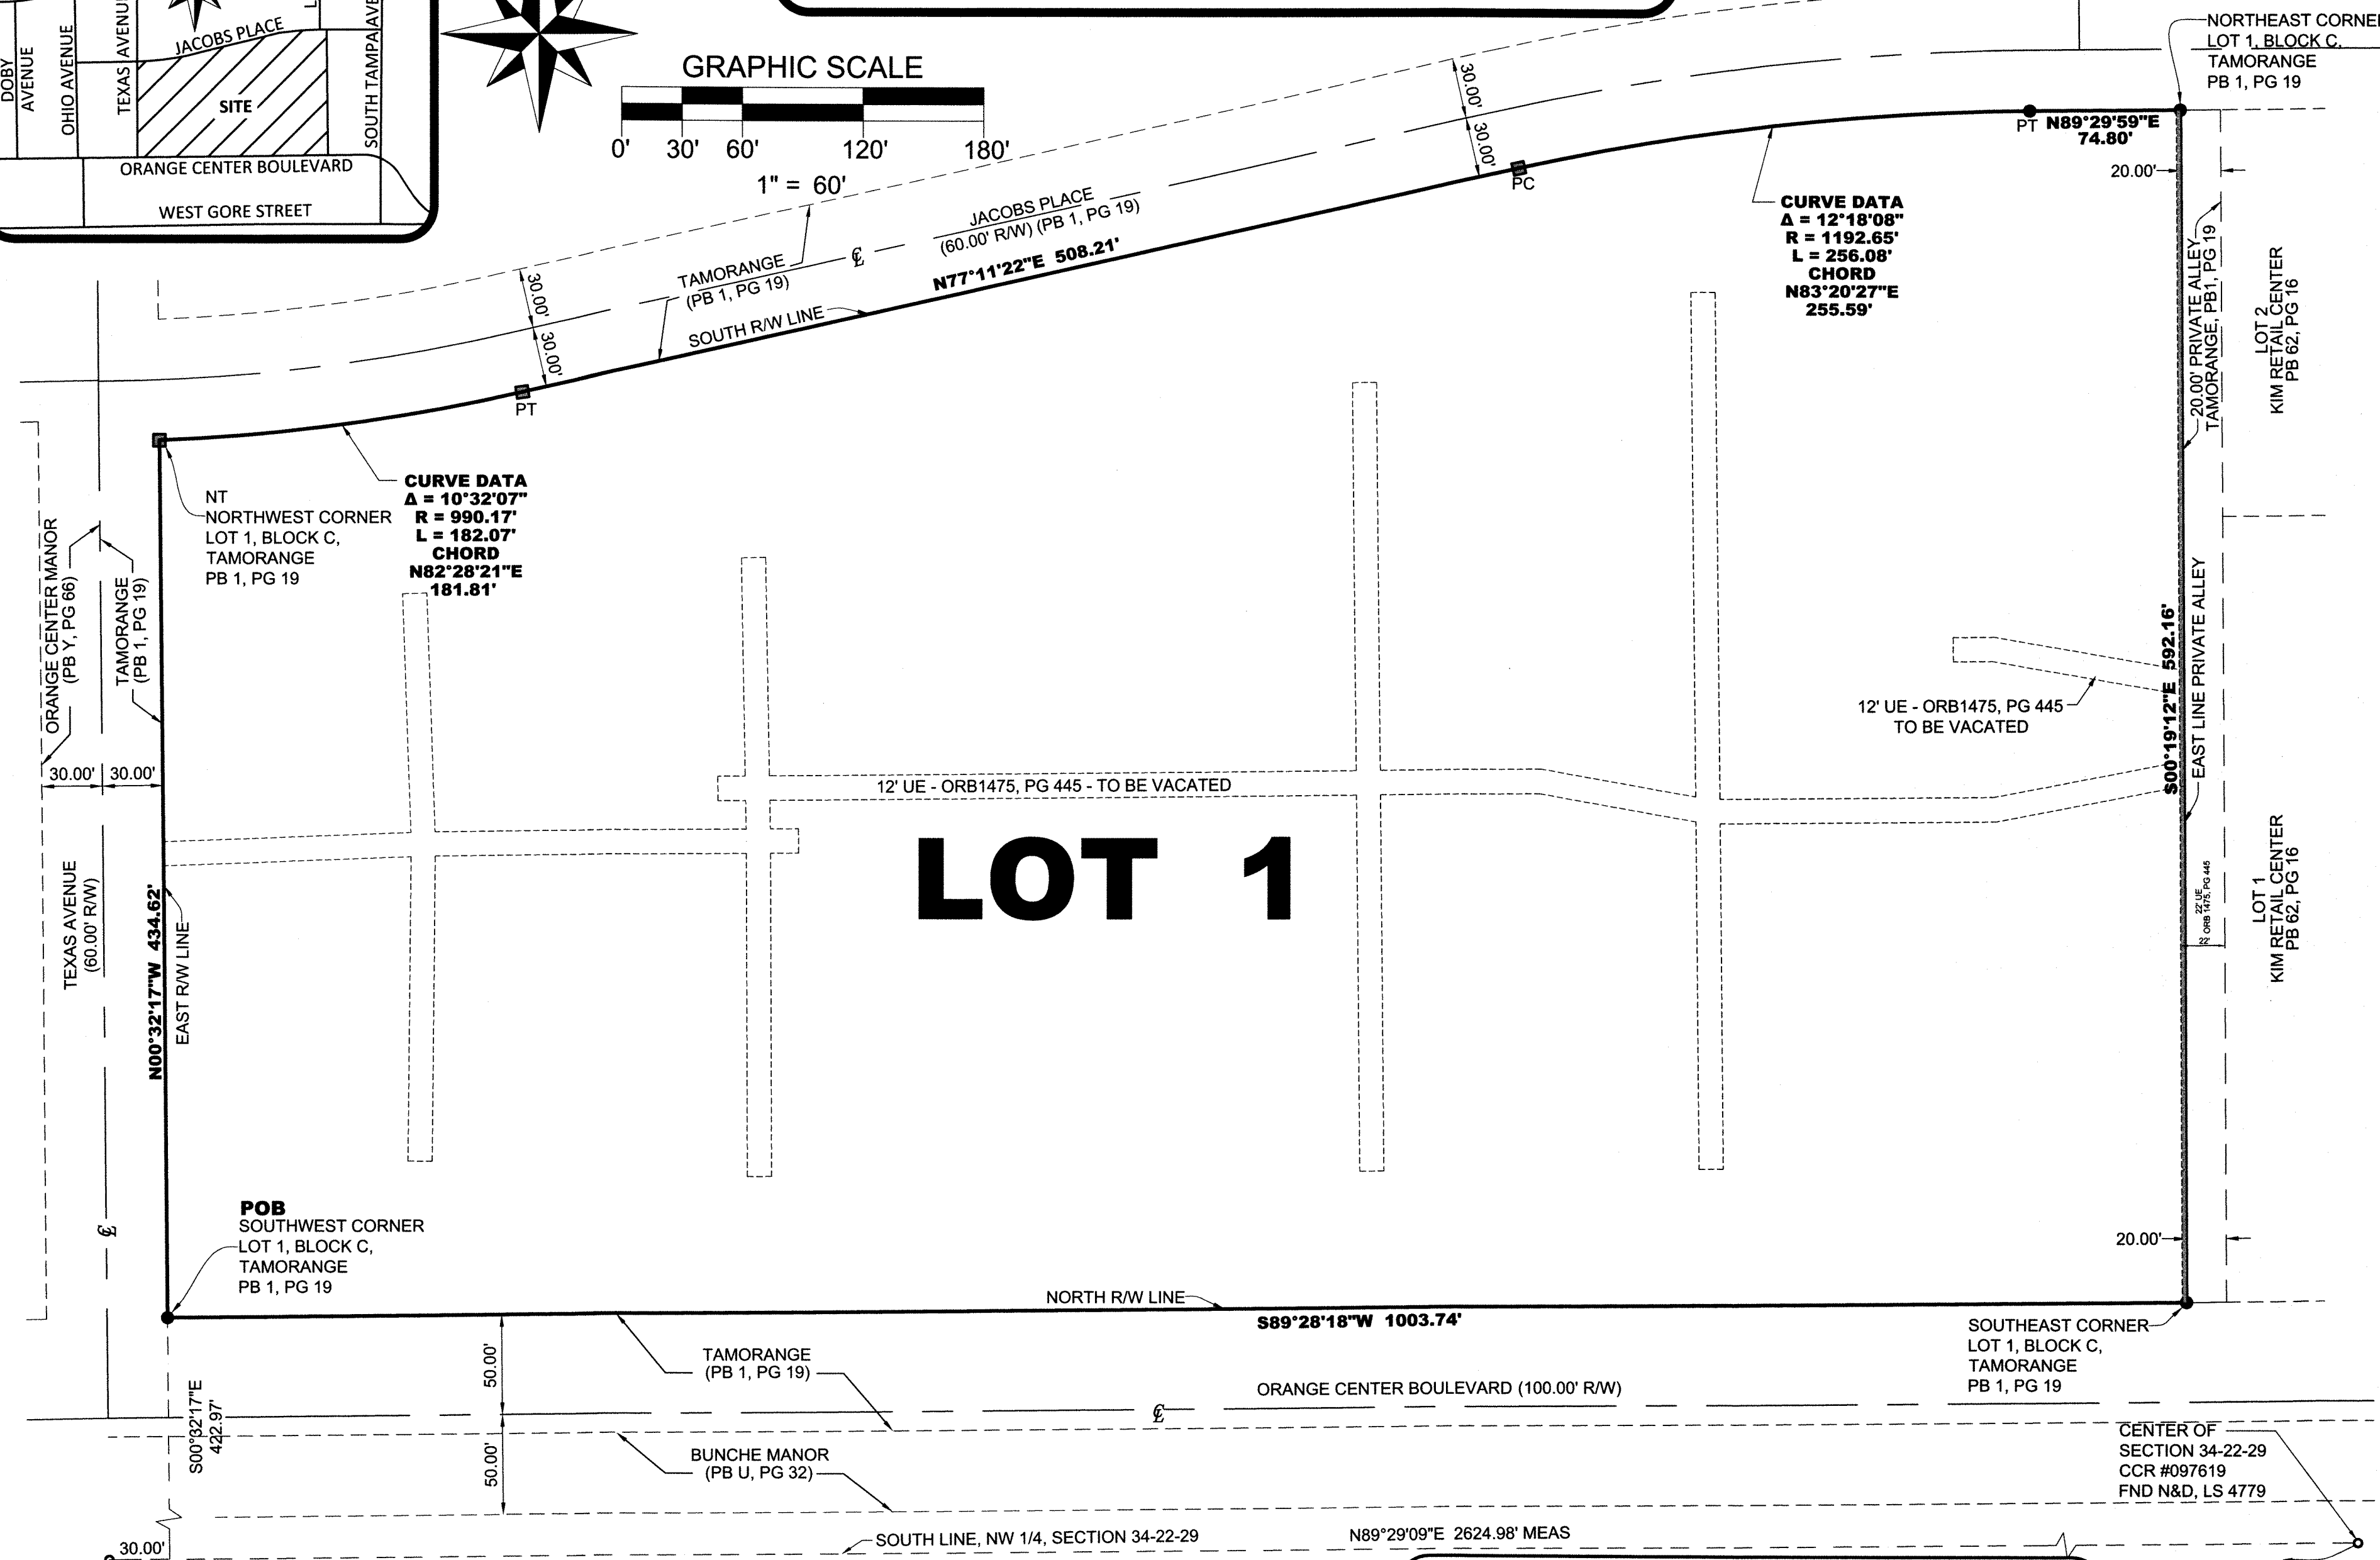 DOBY
AVENUE
OHIO AVENUE
TEXAS AVENUE
JACOBS PLACE
SITE
SOUTH TAMPA AVE
ORANGE CENTER BOULEVARD
WEST GORE STREET
GRAPHIC SCALE
0' 30' 60' 120' 180'
1" = 60'
NORTHEAST CORNE
LOT 1, BLOCK C,
TAMORANGE
PB 1, PG 19
30.00'
30.00'
PC
PT
N89°29'59"E
74.80'
20.00'
CURVE DATA
Δ = 12°18'08"
R = 1192.65'
L = 256.08'
CHORD
N83°20'27"E
255.59'
JACOBS PLACE
(60.00' R/W) (PB 1, PG 19)
N77°11'22"E 508.21'
℄
TAMORANGE
(PB 1, PG 19)
SOUTH R/W LINE
30.00'
30.00'
PT
20.00' PRIVATE ALLEY
TAMORANGE, PB1, PG 19
LOT 2
KIM RETAIL CENTER
PB 62, PG 16
CURVE DATA
Δ = 10°32'07"
R = 990.17'
L = 182.07'
CHORD
N82°28'21"E
181.81'
NT
NORTHWEST CORNER
LOT 1, BLOCK C,
TAMORANGE
PB 1, PG 19
ORANGE CENTER MANOR
(PB Y, PG 66)
TAMORANGE
(PB 1, PG 19)
30.00' 30.00'
12' UE - ORB1475, PG 445
TO BE VACATED
S00°19'12"E 592.16'
EAST LINE PRIVATE ALLEY
12' UE - ORB1475, PG 445 - TO BE VACATED
LOT 1
TEXAS AVENUE
(60.00' R/W)
N00°32'17"W 434.62'
EAST R/W LINE
22' UE
ORB 1475, PG 445
22'
LOT 1
KIM RETAIL CENTER
PB 62, PG 16
℄
POB
SOUTHWEST CORNER
LOT 1, BLOCK C,
TAMORANGE
PB 1, PG 19
20.00'
NORTH R/W LINE
S89°28'18"W 1003.74'
SOUTHEAST CORNER
LOT 1, BLOCK C,
TAMORANGE
PB 1, PG 19
50.00'
TAMORANGE
(PB 1, PG 19)
ORANGE CENTER BOULEVARD (100.00' R/W)
℄
S00°32'17"E
422.97'
50.00'
BUNCHE MANOR
(PB U, PG 32)
CENTER OF
SECTION 34-22-29
CCR #097619
FND N&D, LS 4779
30.00'
SOUTH LINE, NW 1/4, SECTION 34-22-29
N89°29'09"E 2624.98' MEAS